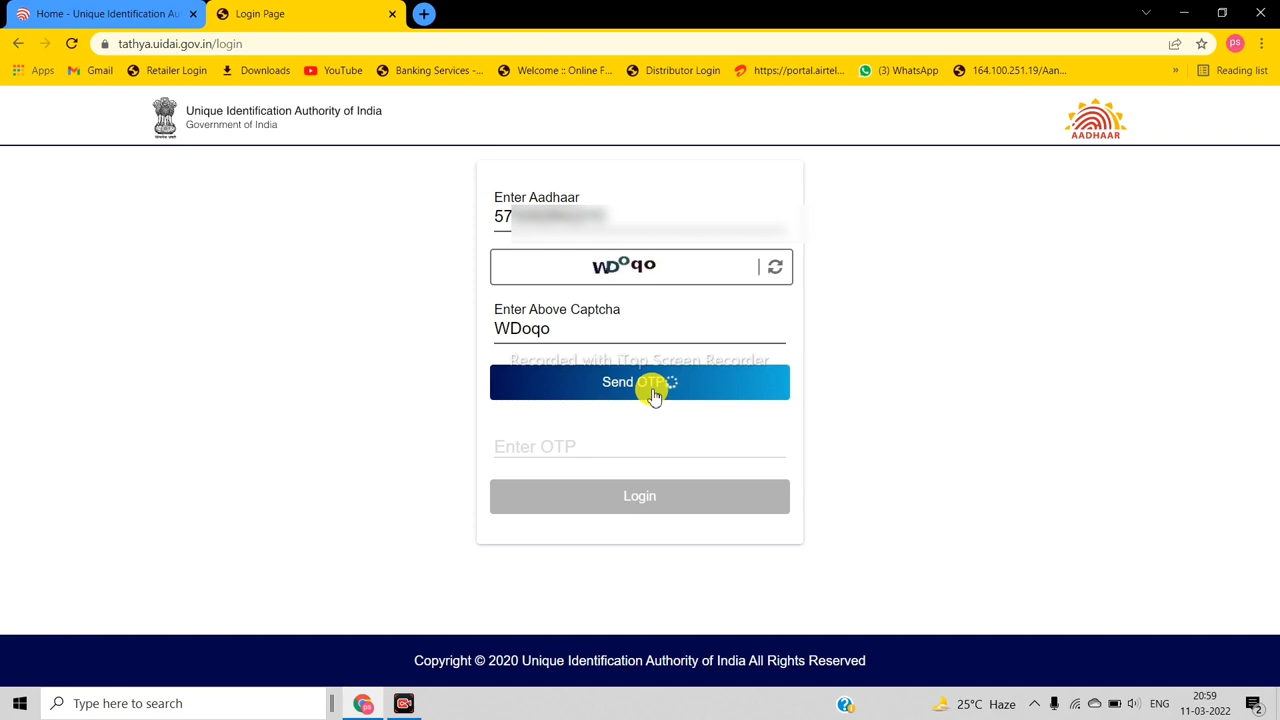 Home - Unique Identification Au
Login Page
tathya.uidai.gov.in/login
ps
Apps
Gmail
Retailer Login
Downloads
YouTube
Banking Services -...
Welcome :: Online F...
Distributor Login
https://portal.airtel...
(3) WhatsApp
164.100.251.19/Aan...
»
Reading list
Unique Identification Authority of India
Government of India
AADHAAR
Enter Aadhaar
57
WDoqo
Enter Above Captcha
WDoqo
Recorded with iTop Screen Recorder
Send OTP
Enter OTP
Login
Copyright © 2020 Unique Identification Authority of India All Rights Reserved
Type here to search
ps
25°C Haze
ENG
20:59
11-03-2022
2